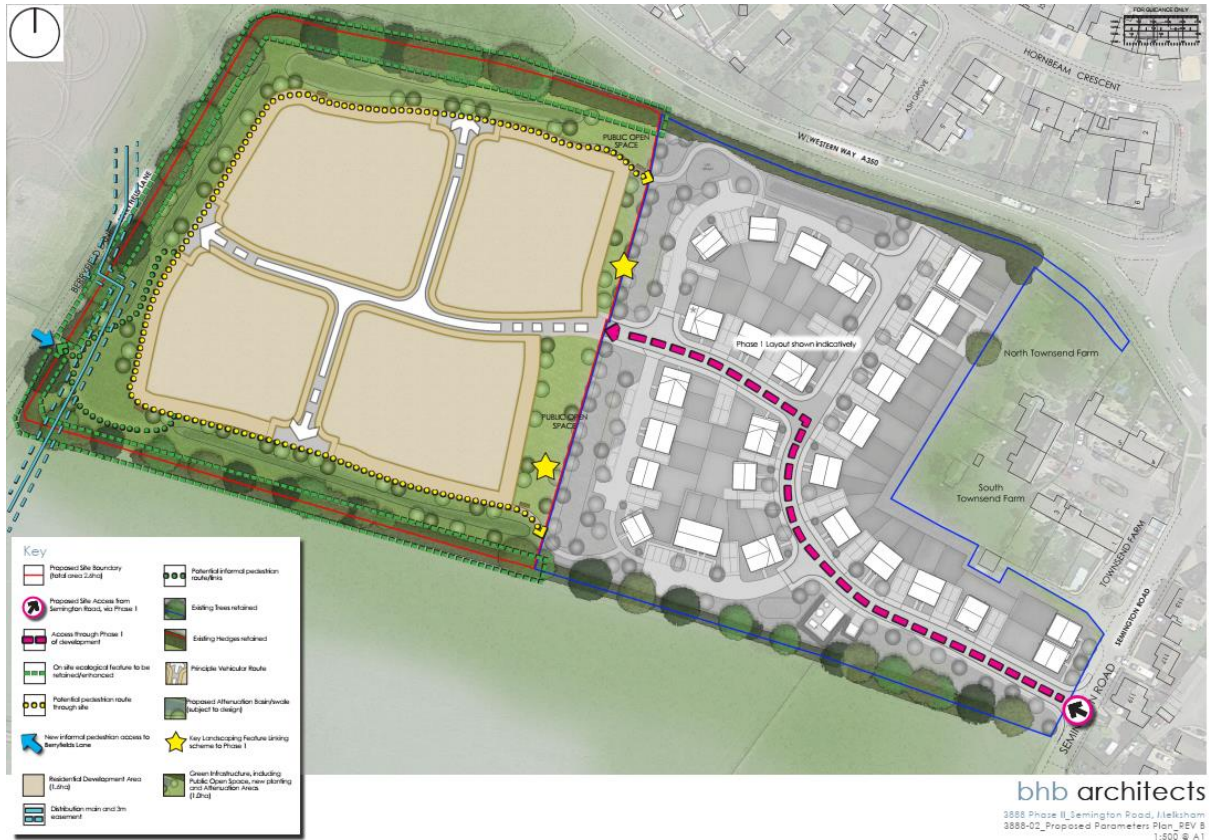 FOR GUIDANCE ONLY
HORNBEAM CRESCENT
ASH GROVE
WESTERN WAY A350
PUBLIC OPEN
SPACE
Phase 1 Layout shown indicatively
North Townsend Farm
PUBLIC OPEN
SPACE
South
Townsend Farm
TOWNSEND FARM
SEMINGTON ROAD
Key
Proposed Site Boundary
(total area 2.6ha)
Proposed Site Access from
Semington Road, via Phase 1
Access through Phase 1
of development
On site ecological feature to be
retained/enhanced
Potential pedestrian route
through site
New informal pedestrian access to
Berryfields Lane
Residential Development Area
(1.6ha)
Distribution main and 3m
easement
Potential informal pedestrian
route/links
Existing Trees retained
Existing Hedges retained
Principle Vehicular Route
Proposed Attenuation Basin/swale
(subject to design)
Key Landscaping Feature Linking
scheme to Phase 1
Green Infrastructure, including
Public Open Space, new planting
and Attenuation Areas
(1.0ha)
bhb architects
3888 Phase II_Semington Road, Melksham
3888-02_Proposed Parameters Plan_REV B
1:500 @ A1